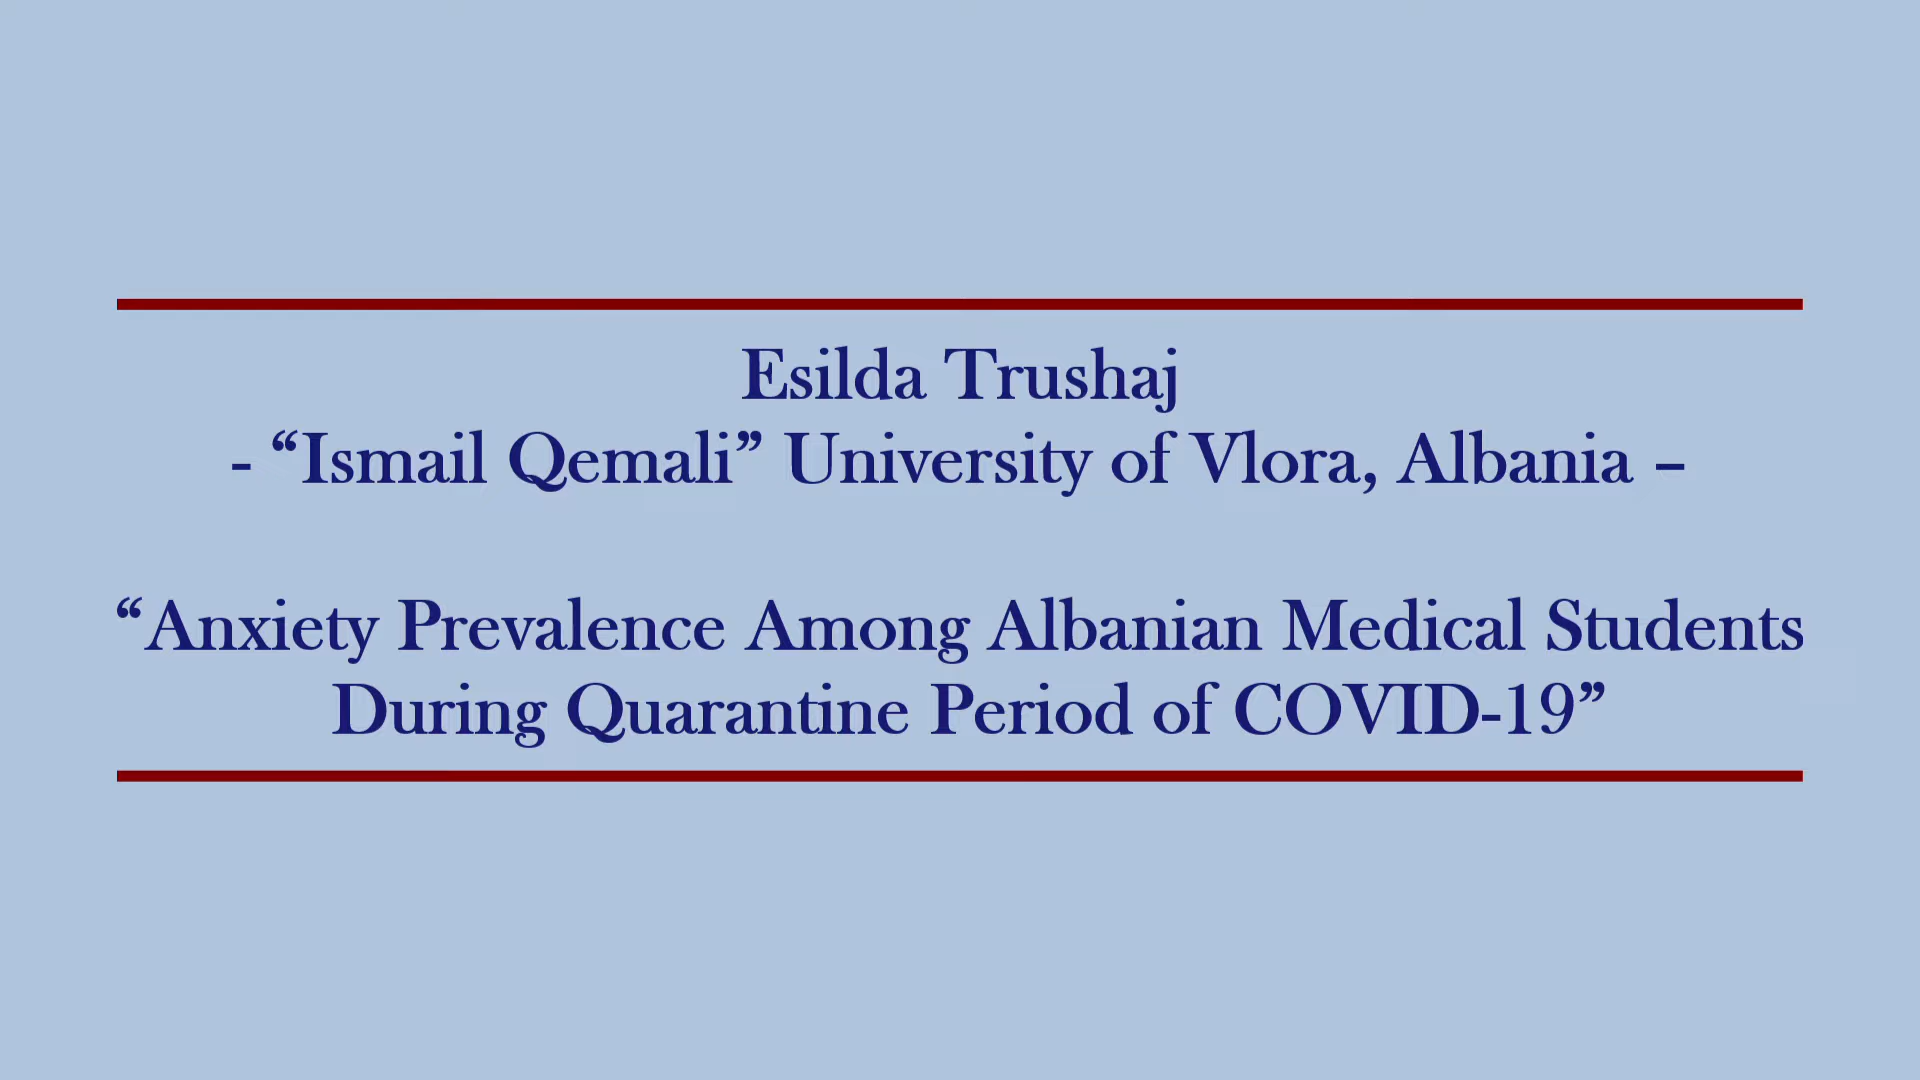 Esilda Trushaj
- “Ismail Qemali” University of Vlora, Albania –
“Anxiety Prevalence Among Albanian Medical Students
During Quarantine Period of COVID-19”